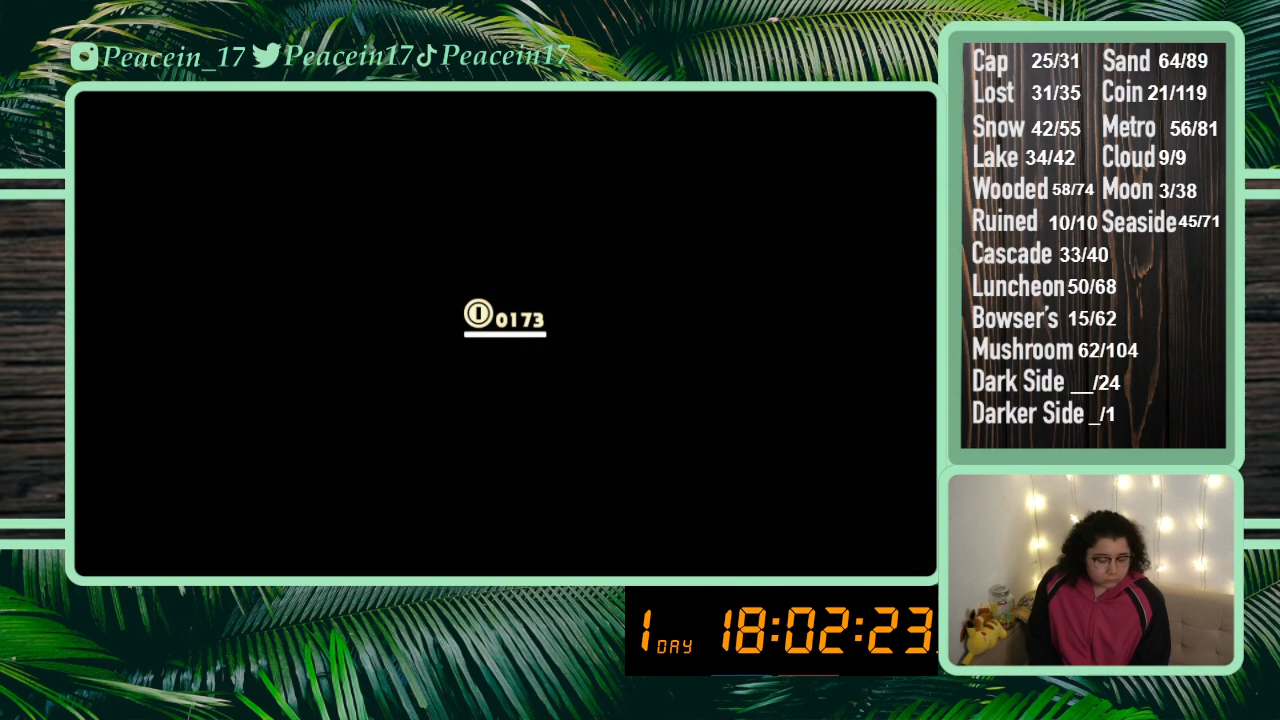 Peacein_17 Peacein17 Peacein17
0173
Cap 25/31 Sand 64/89
Lost 31/35 Coin 21/119
Snow 42/55 Metro 56/81
Lake 34/42 Cloud 9/9
Wooded 58/74 Moon 3/38
Ruined 10/10 Seaside 45/71
Cascade 33/40
Luncheon 50/68
Bowser's 15/62
Mushroom 62/104
Dark Side __/24
Darker Side _/1
1 DAY 18:02:23